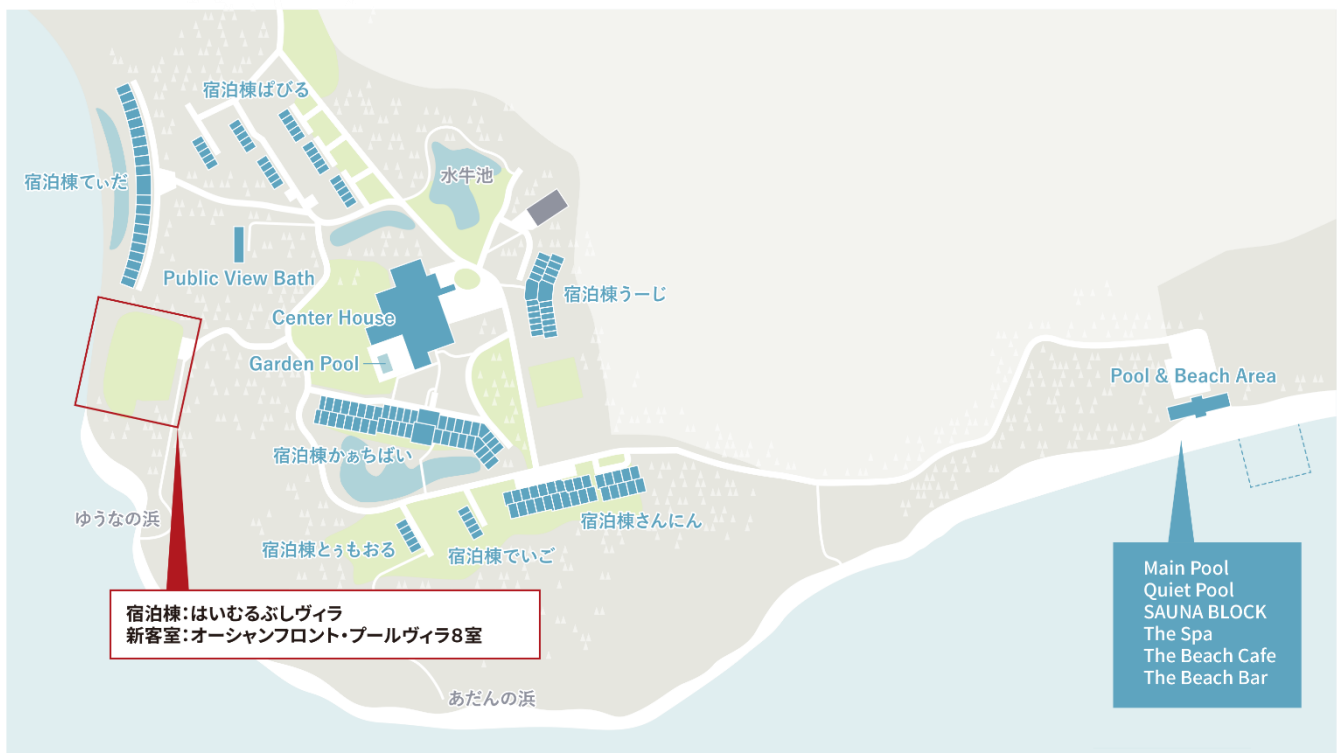 宿泊棟ぱびる
水牛池
宿泊棟てぃだ
Public View Bath
宿泊棟うーじ
Center House
Garden Pool
Pool & Beach Area
宿泊棟かぁちばい
ゆうなの浜
宿泊棟さんにん
宿泊棟とぅもおる
宿泊棟でいご
Main Pool
Quiet Pool
SAUNA BLOCK
The Spa
The Beach Cafe
The Beach Bar
宿泊棟：はいむるぶしヴィラ
新客室：オーシャンフロント・プールヴィラ8室
あだんの浜